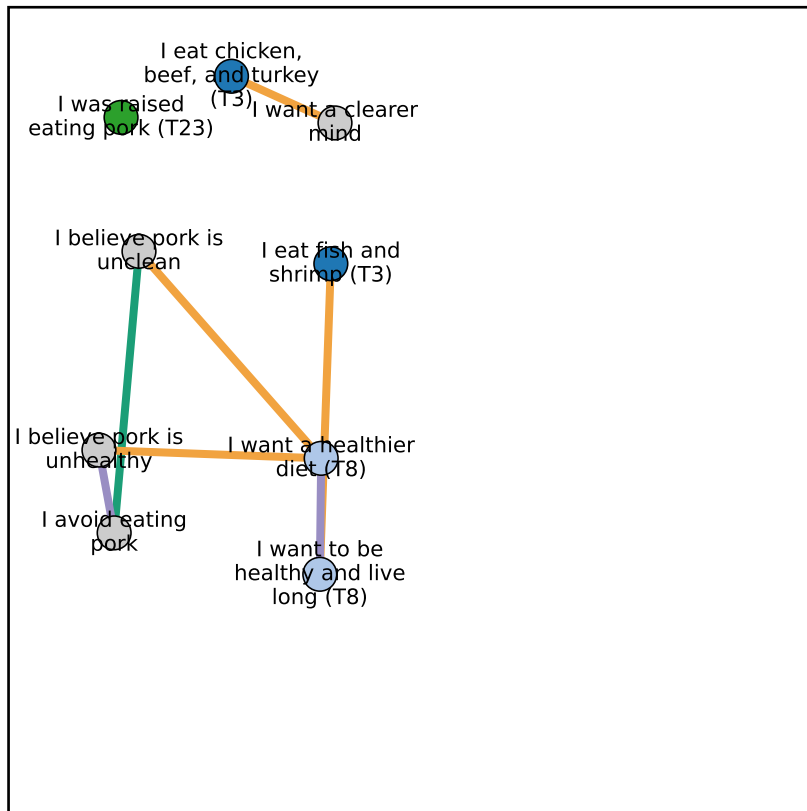 I eat chicken,
beef, and turkey
(T3)
I was raised
eating pork (T23)
I want a clearer
mind
I believe pork is
unclean
I eat fish and
shrimp (T3)
I believe pork is
unhealthy
I want a healthier
diet (T8)
I avoid eating
pork
I want to be
healthy and live
long (T8)